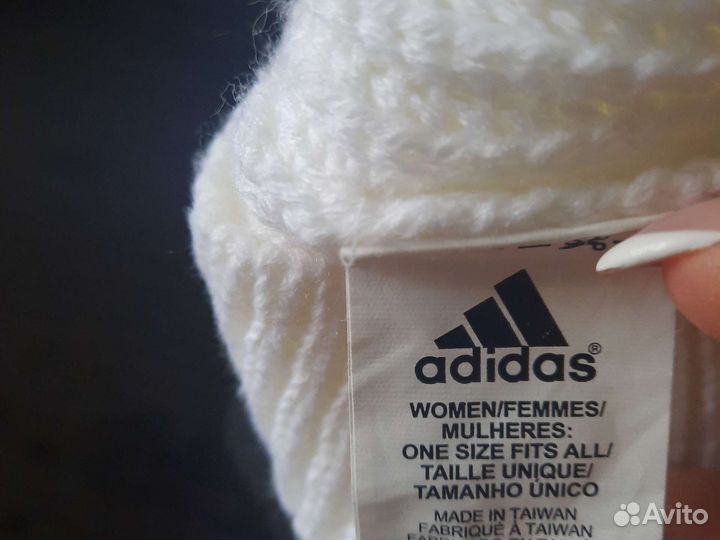 adidas®
WOMEN/FEMMES/
MULHERES:
ONE SIZE FITS ALL/
TAILLE UNIQUE/
TAMANHO ÚNICO
MADE IN TAIWAN
FABRIQUÉ À TAIWAN
Avito